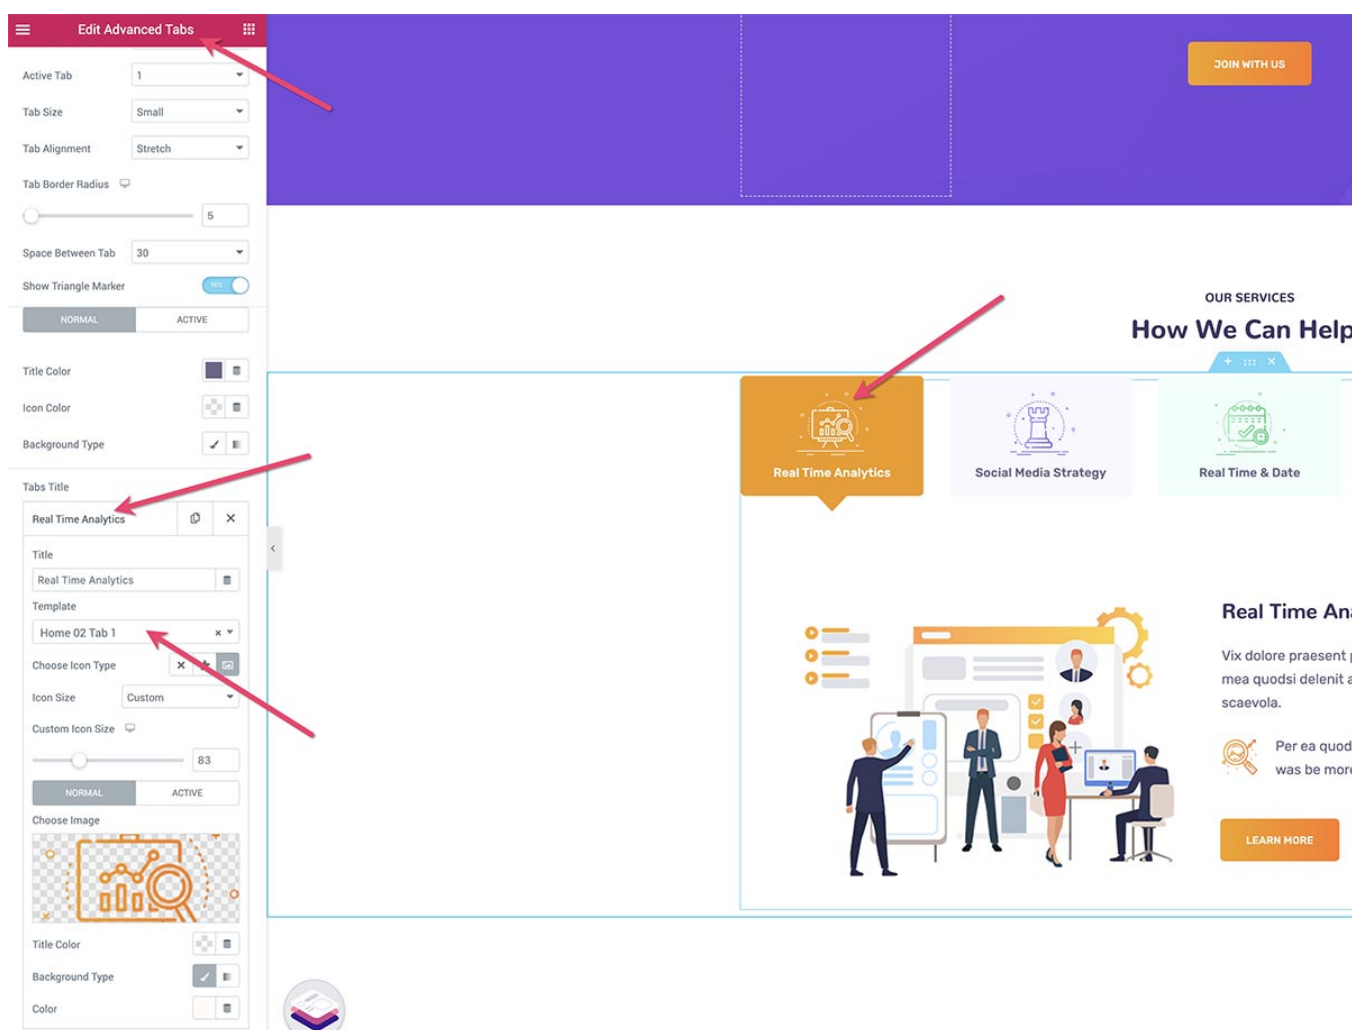 Edit Advanced Tabs
Active Tab 1
Tab Size Small
Tab Alignment Stretch
Tab Border Radius
5
Space Between Tab 30
Show Triangle Marker YES
NORMAL ACTIVE
Title Color
Icon Color
Background Type
Tabs Title
Real Time Analytics
Title
Real Time Analytics
Template
Home 02 Tab 1
Choose Icon Type
Icon Size Custom
Custom Icon Size
83
NORMAL ACTIVE
Choose Image
Title Color
Background Type
Color
JOIN WITH US
OUR SERVICES
How We Can Help
Real Time Analytics
Social Media Strategy
Real Time & Date
Real Time An
Vix dolore praesent
mea quodsi delenit a
scaevola.
Per ea quod
was be more
LEARN MORE